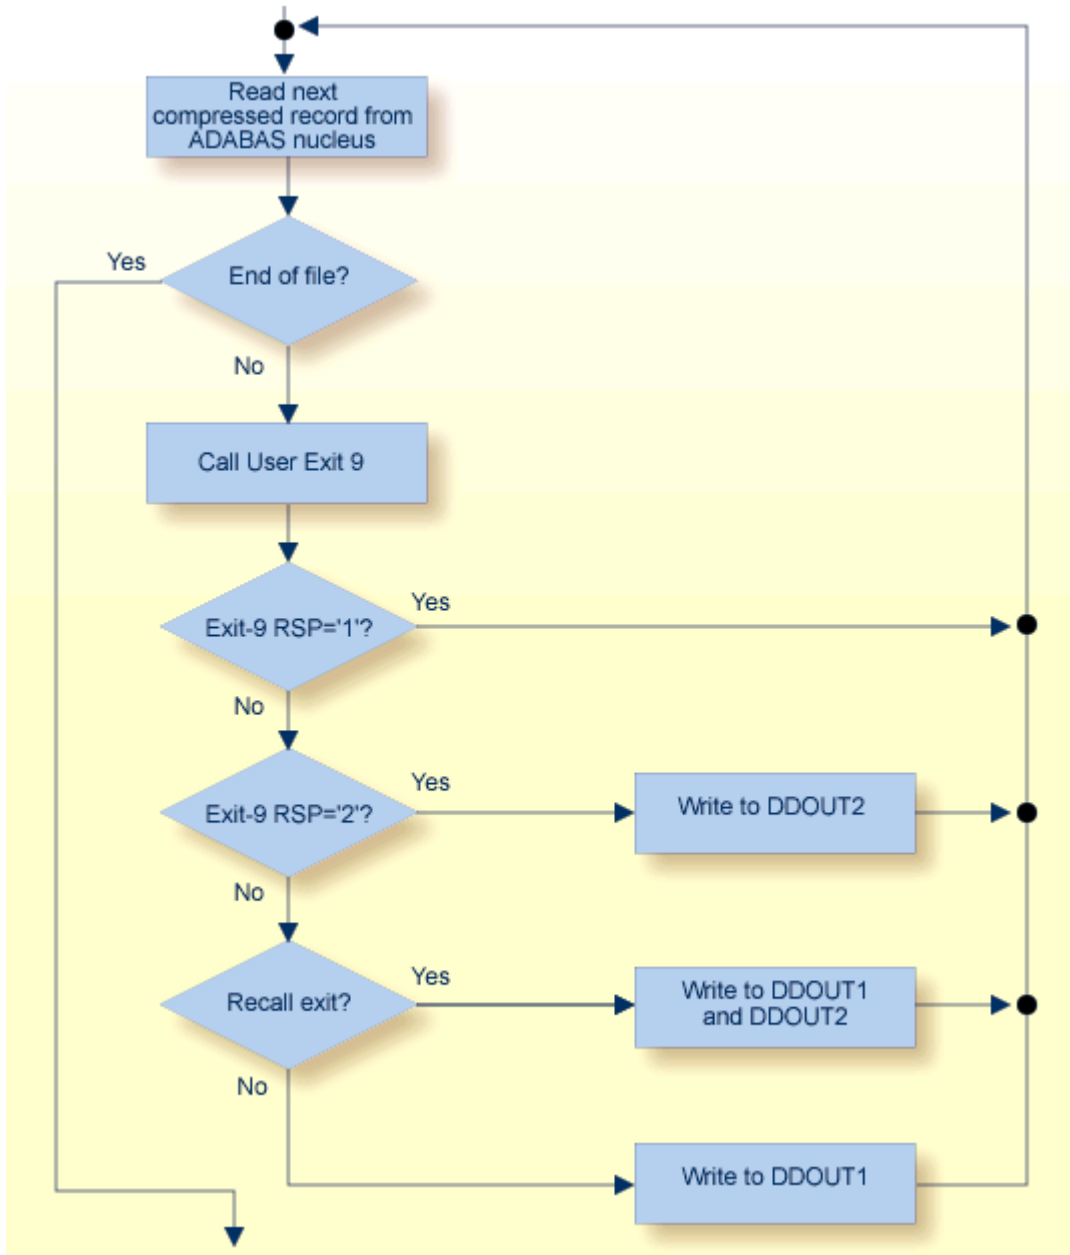 Read next
compressed record from
ADABAS nucleus
Yes
End of file?
No
Call User Exit 9
Yes
Exit-9 RSP='1'?
No
Yes
Exit-9 RSP='2'?
Write to DDOUT2
No
Yes
Recall exit?
Write to DDOUT1
and DDOUT2
No
Write to DDOUT1